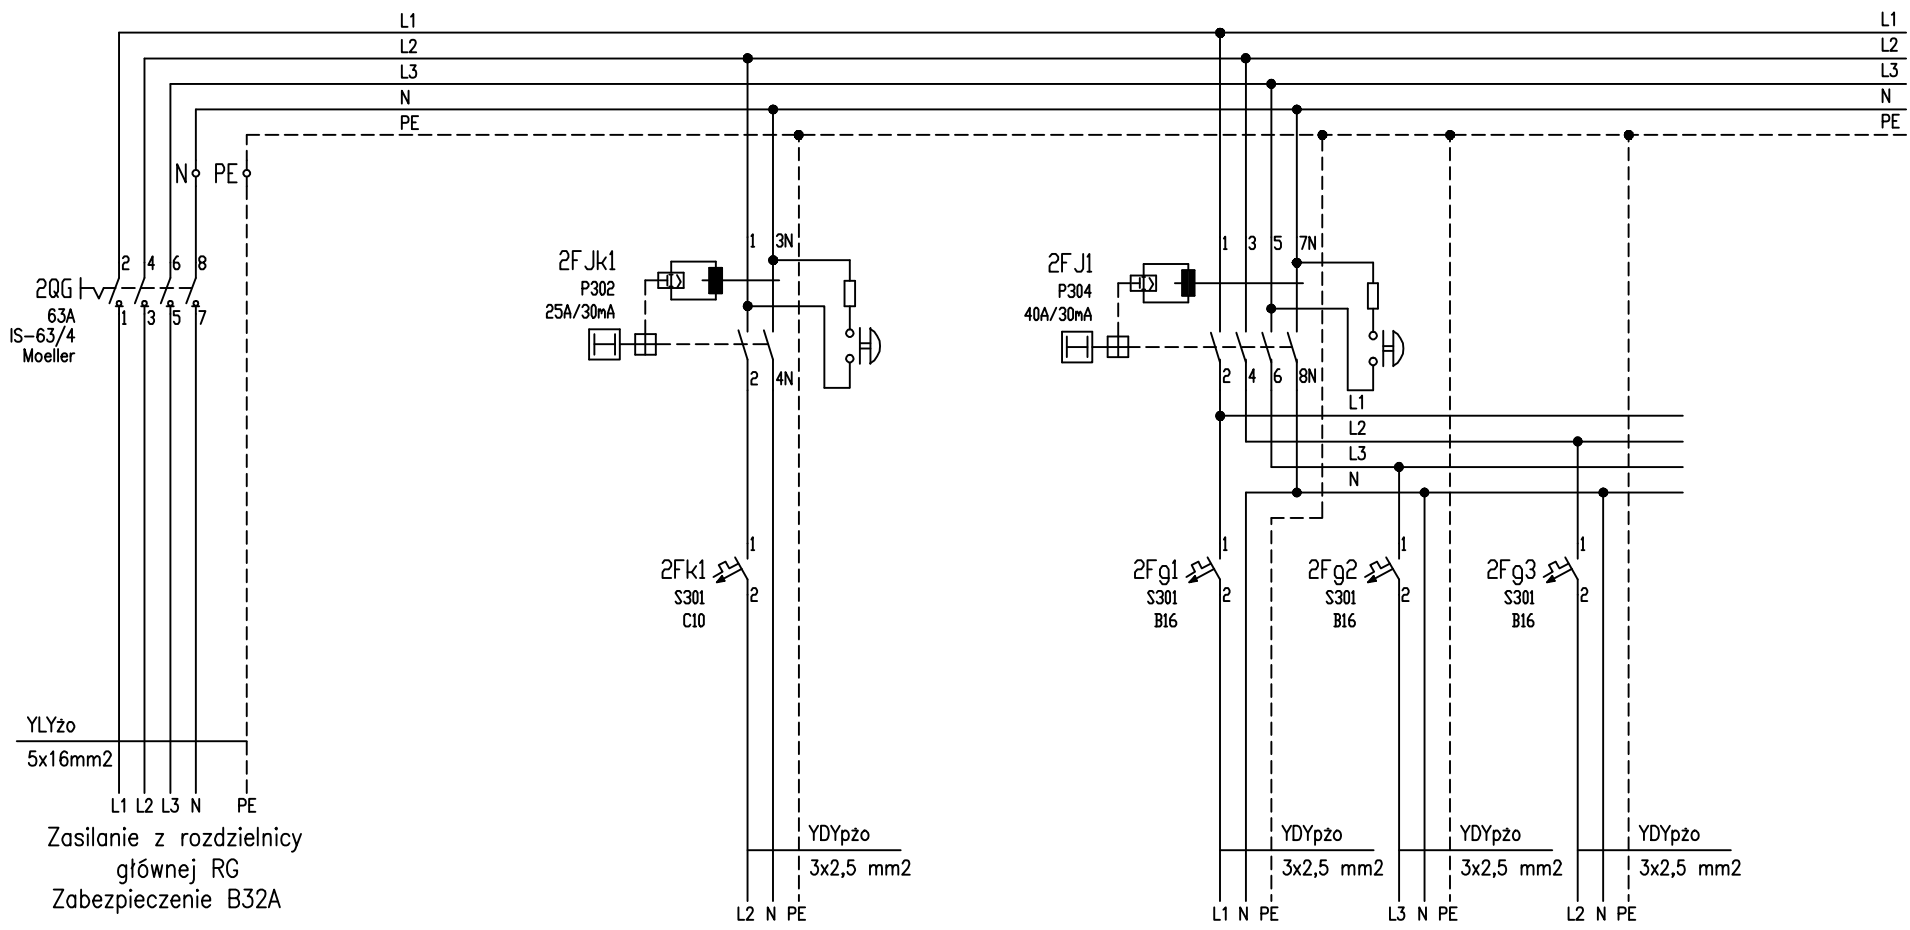 L1
L1
L2
L2
L3
L3
N
N
PE
PE
N
PE
2
4
6
8
2QG
63A
IS-63/4
Moeller
1
3
5
7
1
3N
2FJk1
P302
25A/30mA
2
4N
1
3
5
7N
2FJ1
P304
40A/30mA
2
4
6
8N
L1
L2
L3
N
1
2Fk1
S301
C10
2
1
2Fg1
S301
B16
2
1
2Fg2
S301
B16
2
1
2Fg3
S301
B16
2
YLYżo
5x16mm2
L1 L2 L3 N PE
Zasilanie z rozdzielnicy
głównej RG
Zabezpieczenie B32A
YDYpżo
3x2,5 mm2
L2 N PE
YDYpżo
3x2,5 mm2
L1 N PE
YDYpżo
3x2,5 mm2
L3 N PE
YDYpżo
3x2,5 mm2
L2 N PE